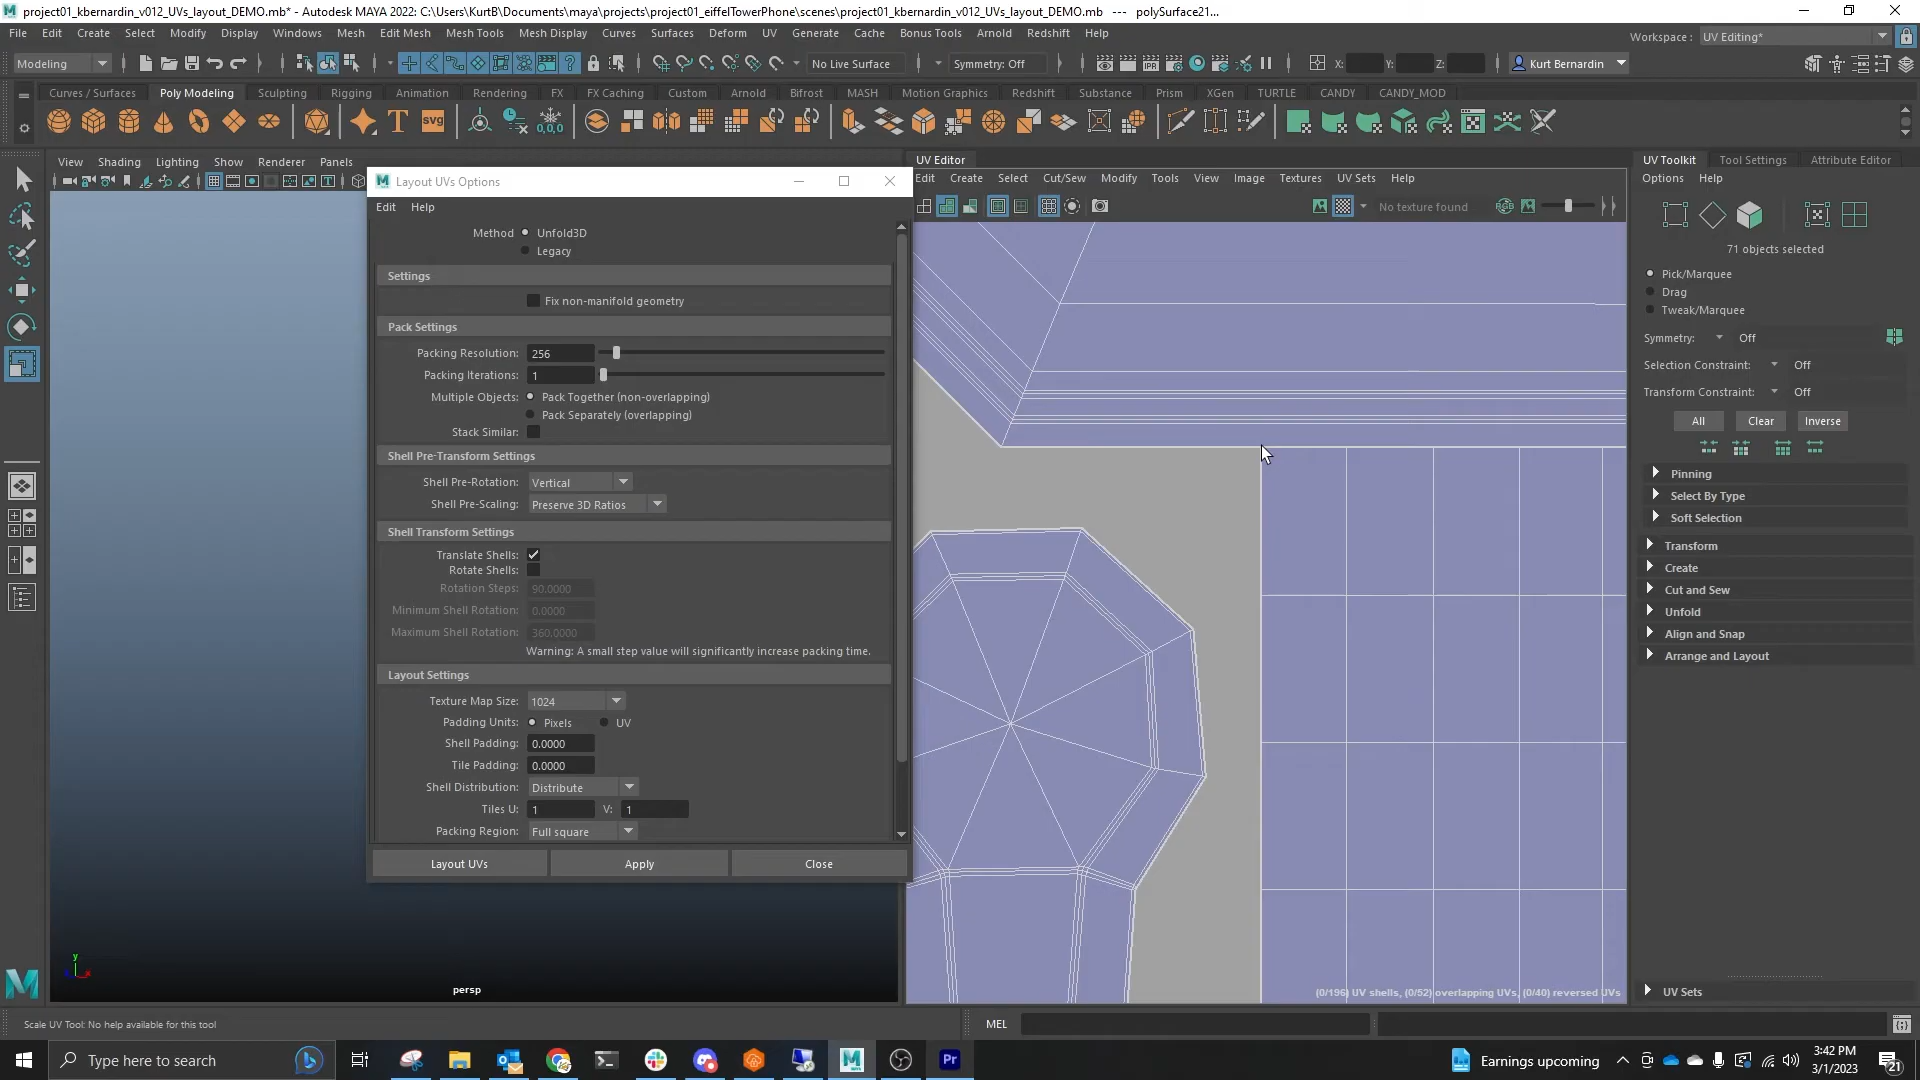 project01_kbernardin_v012_UVs_layout_DEMO.mb* - Autodesk MAYA 2022: C:\Users\KurtB\Documents\maya\projects\project01_eiffelTowerPhone\scenes\project01_kbernardin_v012_UVs_layout_DEMO.mb --- polySurface21...
File Edit Create Select Modify Display Windows Mesh Edit Mesh Mesh Tools Mesh Display Curves Surfaces Deform UV Generate Cache Bonus Tools Arnold Redshift Help
Workspace : UV Editing*
Modeling No Live Surface Symmetry: Off X: Y: Z: Kurt Bernardin
Curves / Surfaces Poly Modeling Sculpting Rigging Animation Rendering FX FX Caching Custom Arnold Bifrost MASH Motion Graphics Redshift Substance Prism XGen TURTLE CANDY CANDY_MOD
View Shading Lighting Show Renderer Panels
UV Editor
UV Toolkit Tool Settings Attribute Editor
Layout UVs Options
Edit Create Select Cut/Sew Modify Tools View Image Textures UV Sets Help
Options Help
Edit Help
No texture found
Method Unfold3D
Legacy
Settings
Fix non-manifold geometry
Pack Settings
Packing Resolution: 256
Packing Iterations: 1
Multiple Objects: Pack Together (non-overlapping)
Pack Separately (overlapping)
Stack Similar:
Shell Pre-Transform Settings
Shell Pre-Rotation: Vertical
Shell Pre-Scaling: Preserve 3D Ratios
Shell Transform Settings
Translate Shells:
Rotate Shells:
Rotation Steps: 90.0000
Minimum Shell Rotation: 0.0000
Maximum Shell Rotation: 360.0000
Warning: A small step value will significantly increase packing time.
Layout Settings
Texture Map Size: 1024
Padding Units: Pixels UV
Shell Padding: 0.0000
Tile Padding: 0.0000
Shell Distribution: Distribute
Tiles U: 1 V: 1
Packing Region: Full square
Layout UVs Apply Close
71 objects selected
Pick/Marquee
Drag
Tweak/Marquee
Symmetry: Off
Selection Constraint: Off
Transform Constraint: Off
All Clear Inverse
Pinning
Select By Type
Soft Selection
Transform
Create
Cut and Sew
Unfold
Align and Snap
Arrange and Layout
UV Sets
y
x
persp
(0/196) UV shells, (0/52) overlapping UVs, (0/40) reversed UVs
Scale UV Tool: No help available for this tool
MEL
Type here to search
Earnings upcoming
3:42 PM
3/1/2023
21